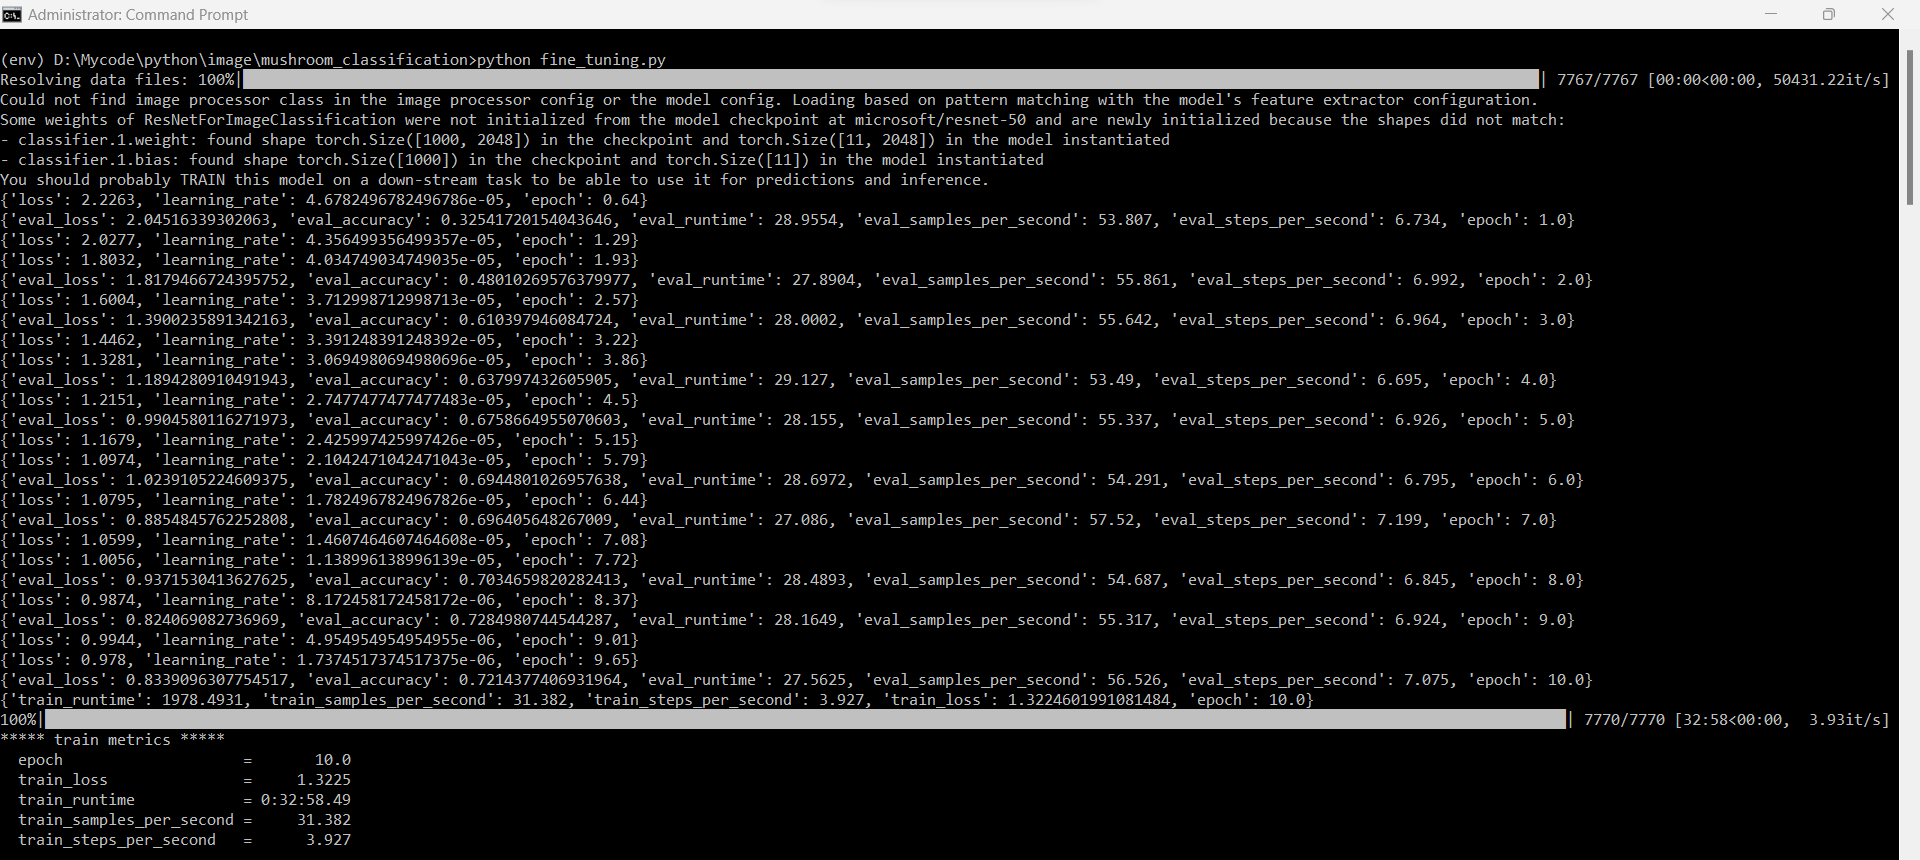 Administrator: Command Prompt
(env) D:\Mycode\python\image\mushroom_classification>python fine_tuning.py
Resolving data files: 100%| | 7767/7767 [00:00<00:00, 50431.22it/s]
Could not find image processor class in the image processor config or the model config. Loading based on pattern matching with the model's feature extractor configuration.
Some weights of ResNetForImageClassification were not initialized from the model checkpoint at microsoft/resnet-50 and are newly initialized because the shapes did not match:
- classifier.1.weight: found shape torch.Size([1000, 2048]) in the checkpoint and torch.Size([11, 2048]) in the model instantiated
- classifier.1.bias: found shape torch.Size([1000]) in the checkpoint and torch.Size([11]) in the model instantiated
You should probably TRAIN this model on a down-stream task to be able to use it for predictions and inference.
{'loss': 2.2263, 'learning_rate': 4.6782496782496786e-05, 'epoch': 0.64}
{'eval_loss': 2.04516339302063, 'eval_accuracy': 0.32541720154043646, 'eval_runtime': 28.9554, 'eval_samples_per_second': 53.807, 'eval_steps_per_second': 6.734, 'epoch': 1.0}
{'loss': 2.0277, 'learning_rate': 4.356499356499357e-05, 'epoch': 1.29}
{'loss': 1.8032, 'learning_rate': 4.034749034749035e-05, 'epoch': 1.93}
{'eval_loss': 1.8179466724395752, 'eval_accuracy': 0.48010269576379977, 'eval_runtime': 27.8904, 'eval_samples_per_second': 55.861, 'eval_steps_per_second': 6.992, 'epoch': 2.0}
{'loss': 1.6004, 'learning_rate': 3.712998712998713e-05, 'epoch': 2.57}
{'eval_loss': 1.3900235891342163, 'eval_accuracy': 0.610397946084724, 'eval_runtime': 28.0002, 'eval_samples_per_second': 55.642, 'eval_steps_per_second': 6.964, 'epoch': 3.0}
{'loss': 1.4462, 'learning_rate': 3.391248391248392e-05, 'epoch': 3.22}
{'loss': 1.3281, 'learning_rate': 3.0694980694980696e-05, 'epoch': 3.86}
{'eval_loss': 1.1894280910491943, 'eval_accuracy': 0.637997432605905, 'eval_runtime': 29.127, 'eval_samples_per_second': 53.49, 'eval_steps_per_second': 6.695, 'epoch': 4.0}
{'loss': 1.2151, 'learning_rate': 2.7477477477477483e-05, 'epoch': 4.5}
{'eval_loss': 0.9904580116271973, 'eval_accuracy': 0.6758664955070603, 'eval_runtime': 28.155, 'eval_samples_per_second': 55.337, 'eval_steps_per_second': 6.926, 'epoch': 5.0}
{'loss': 1.1679, 'learning_rate': 2.425997425997426e-05, 'epoch': 5.15}
{'loss': 1.0974, 'learning_rate': 2.1042471042471043e-05, 'epoch': 5.79}
{'eval_loss': 1.0239105224609375, 'eval_accuracy': 0.6944801026957638, 'eval_runtime': 28.6972, 'eval_samples_per_second': 54.291, 'eval_steps_per_second': 6.795, 'epoch': 6.0}
{'loss': 1.0795, 'learning_rate': 1.7824967824967826e-05, 'epoch': 6.44}
{'eval_loss': 0.8854845762252808, 'eval_accuracy': 0.696405648267009, 'eval_runtime': 27.086, 'eval_samples_per_second': 57.52, 'eval_steps_per_second': 7.199, 'epoch': 7.0}
{'loss': 1.0599, 'learning_rate': 1.4607464607464608e-05, 'epoch': 7.08}
{'loss': 1.0056, 'learning_rate': 1.138996138996139e-05, 'epoch': 7.72}
{'eval_loss': 0.9371530413627625, 'eval_accuracy': 0.7034659820282413, 'eval_runtime': 28.4893, 'eval_samples_per_second': 54.687, 'eval_steps_per_second': 6.845, 'epoch': 8.0}
{'loss': 0.9874, 'learning_rate': 8.172458172458172e-06, 'epoch': 8.37}
{'eval_loss': 0.824069082736969, 'eval_accuracy': 0.7284980744544287, 'eval_runtime': 28.1649, 'eval_samples_per_second': 55.317, 'eval_steps_per_second': 6.924, 'epoch': 9.0}
{'loss': 0.9944, 'learning_rate': 4.954954954954955e-06, 'epoch': 9.01}
{'loss': 0.978, 'learning_rate': 1.7374517374517375e-06, 'epoch': 9.65}
{'eval_loss': 0.8339096307754517, 'eval_accuracy': 0.7214377406931964, 'eval_runtime': 27.5625, 'eval_samples_per_second': 56.526, 'eval_steps_per_second': 7.075, 'epoch': 10.0}
{'train_runtime': 1978.4931, 'train_samples_per_second': 31.382, 'train_steps_per_second': 3.927, 'train_loss': 1.3224601991081484, 'epoch': 10.0}
100%| | 7770/7770 [32:58<00:00, 3.93it/s]
***** train metrics *****
epoch = 10.0
train_loss = 1.3225
train_runtime = 0:32:58.49
train_samples_per_second = 31.382
train_steps_per_second = 3.927